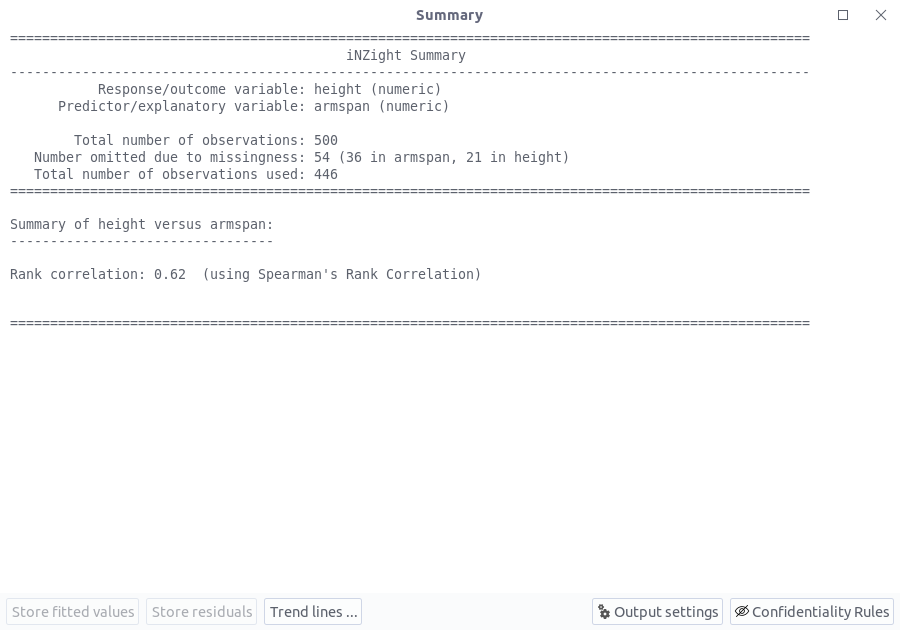 Summary
====================================================================================================
iNZight Summary
----------------------------------------------------------------------------------------------------
Response/outcome variable: height (numeric)
Predictor/explanatory variable: armspan (numeric)
Total number of observations: 500
Number omitted due to missingness: 54 (36 in armspan, 21 in height)
Total number of observations used: 446
====================================================================================================
Summary of height versus armspan:
---------------------------------
Rank correlation: 0.62  (using Spearman's Rank Correlation)
====================================================================================================
Store fitted values Store residuals Trend lines ... Output settings Confidentiality Rules